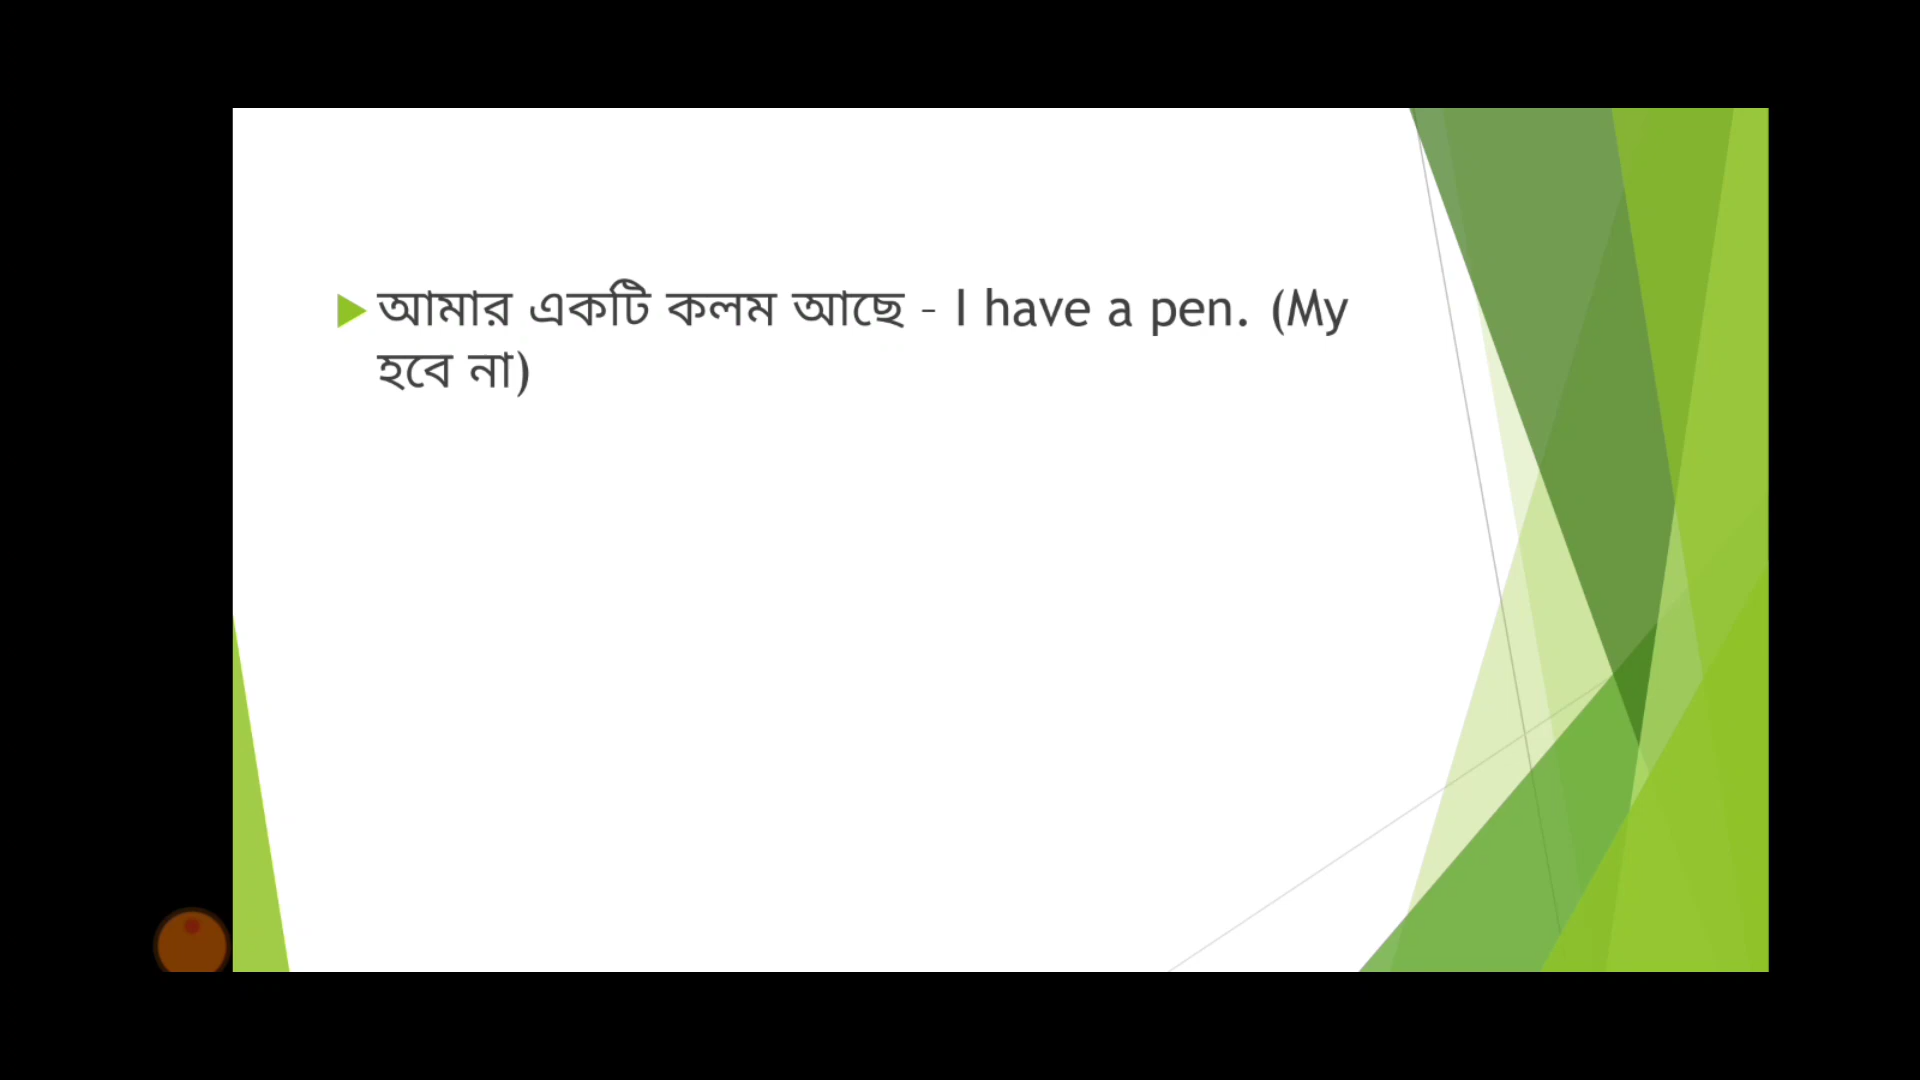 আমার একটি কলম আছে - I have a pen. (My
হবে না)